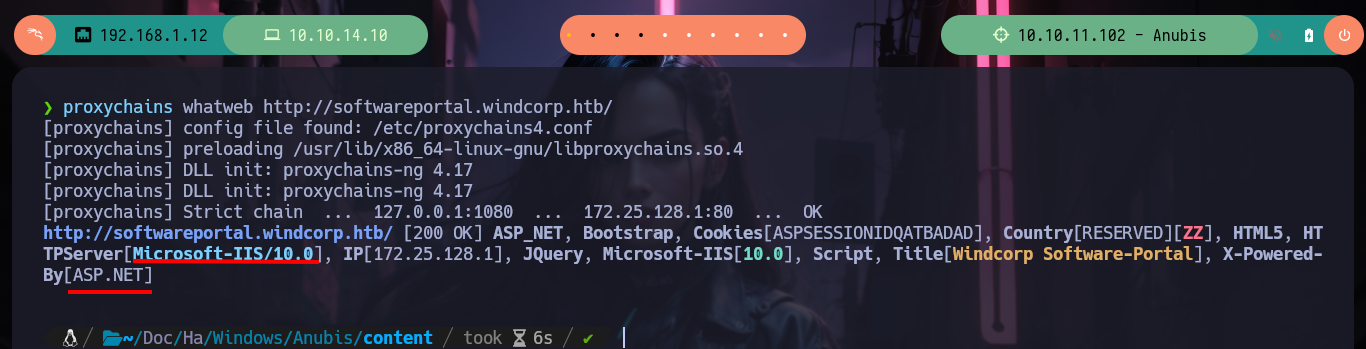 192.168.1.12 10.10.14.10 10.10.11.102 - Anubis
❯ proxychains whatweb http://softwareportal.windcorp.htb/
[proxychains] config file found: /etc/proxychains4.conf
[proxychains] preloading /usr/lib/x86_64-linux-gnu/libproxychains.so.4
[proxychains] DLL init: proxychains-ng 4.17
[proxychains] DLL init: proxychains-ng 4.17
[proxychains] Strict chain  ...  127.0.0.1:1080  ...  172.25.128.1:80  ...  OK
http://softwareportal.windcorp.htb/ [200 OK] ASP_NET, Bootstrap, Cookies[ASPSESSIONIDQATBADAD], Country[RESERVED][ZZ], HTML5, HT
TPServer[Microsoft-IIS/10.0], IP[172.25.128.1], JQuery, Microsoft-IIS[10.0], Script, Title[Windcorp Software-Portal], X-Powered-
By[ASP.NET]
/ ~/Doc/Ha/Windows/Anubis/content / took 6s / ✔ /